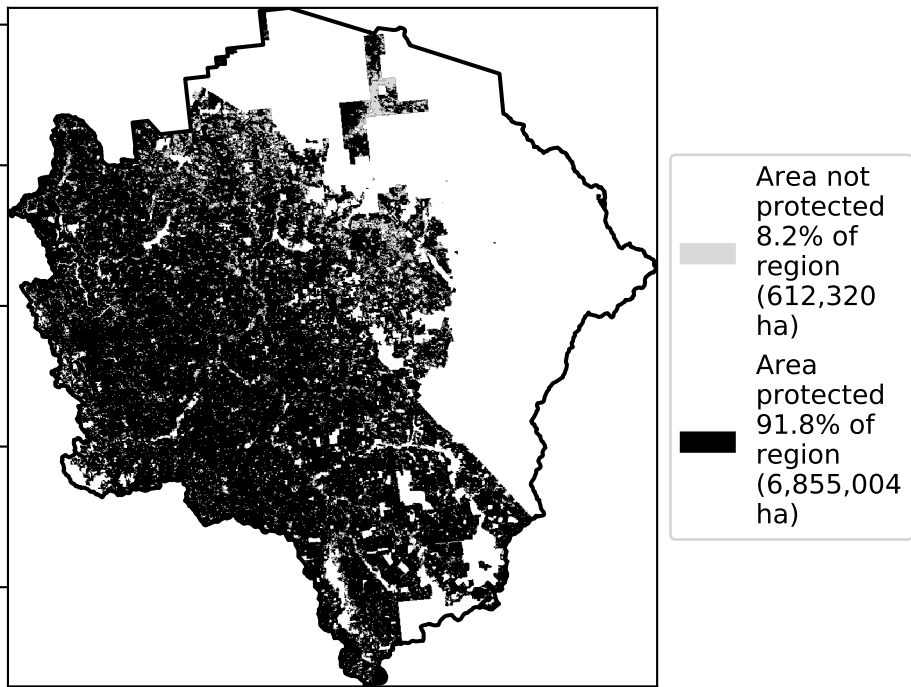 Area not
protected
8.2% of
region
(612,320
ha)
Area
protected
91.8% of
region
(6,855,004
ha)